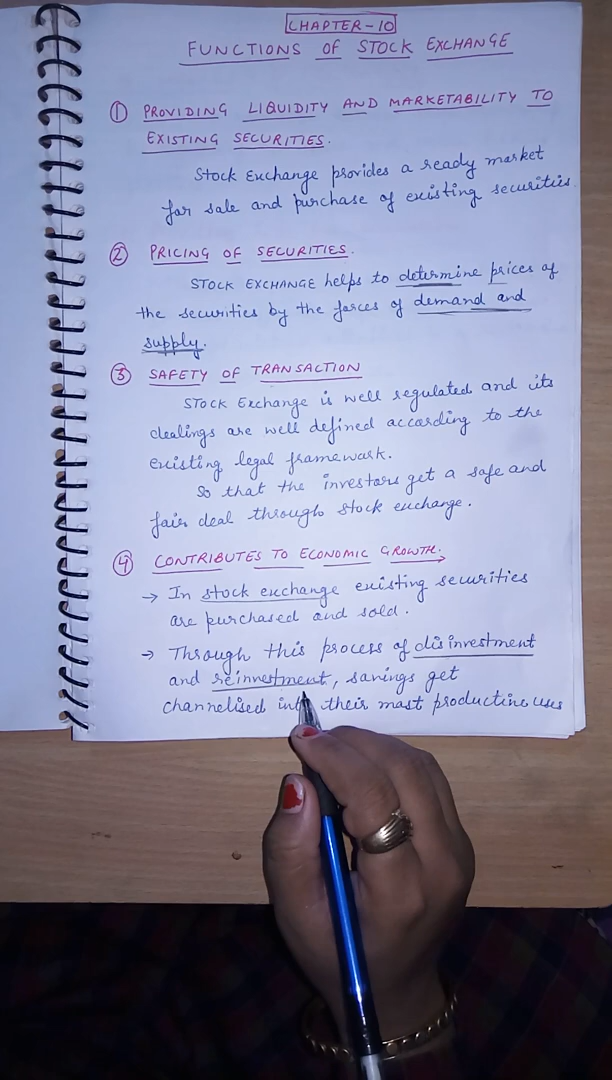 CHAPTER-10
FUNCTIONS OF STOCK EXCHANGE
① PROVIDING LIQUIDITY AND MARKETABILITY TO
EXISTING SECURITIES.
Stock Exchange provides a ready market
for sale and purchase of existing securities.
② PRICING OF SECURITIES.
STOCK EXCHANGE helps to determine prices of
the securities by the forces of demand and
supply.
③ SAFETY OF TRANSACTION
STOCK Exchange is well regulated and its
dealings are well defined according to the
existing legal framework.
So that the investors get a safe and
fair deal through stock exchange.
④ CONTRIBUTES TO ECONOMIC GROWTH.
→ In stock exchange existing securities
are purchased and sold.
→ Through this process of disinvestment
and reinvestment, savings get
channelised their most productive uses